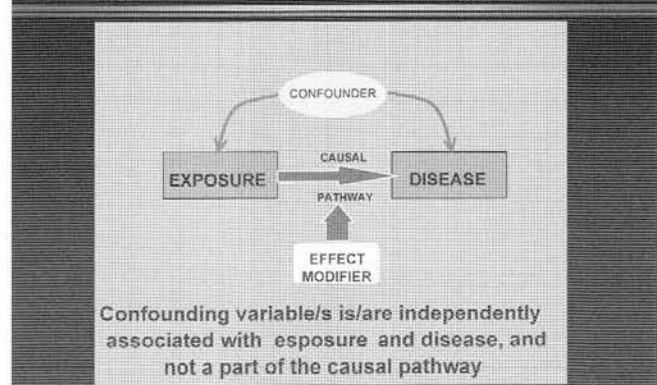 CONFOUNDER
EXPOSURE
CAUSAL
PATHWAY
DISEASE
EFFECT
MODIFIER
Confounding variable/s is/are independently
associated with esposure and disease, and
not a part of the causal pathway